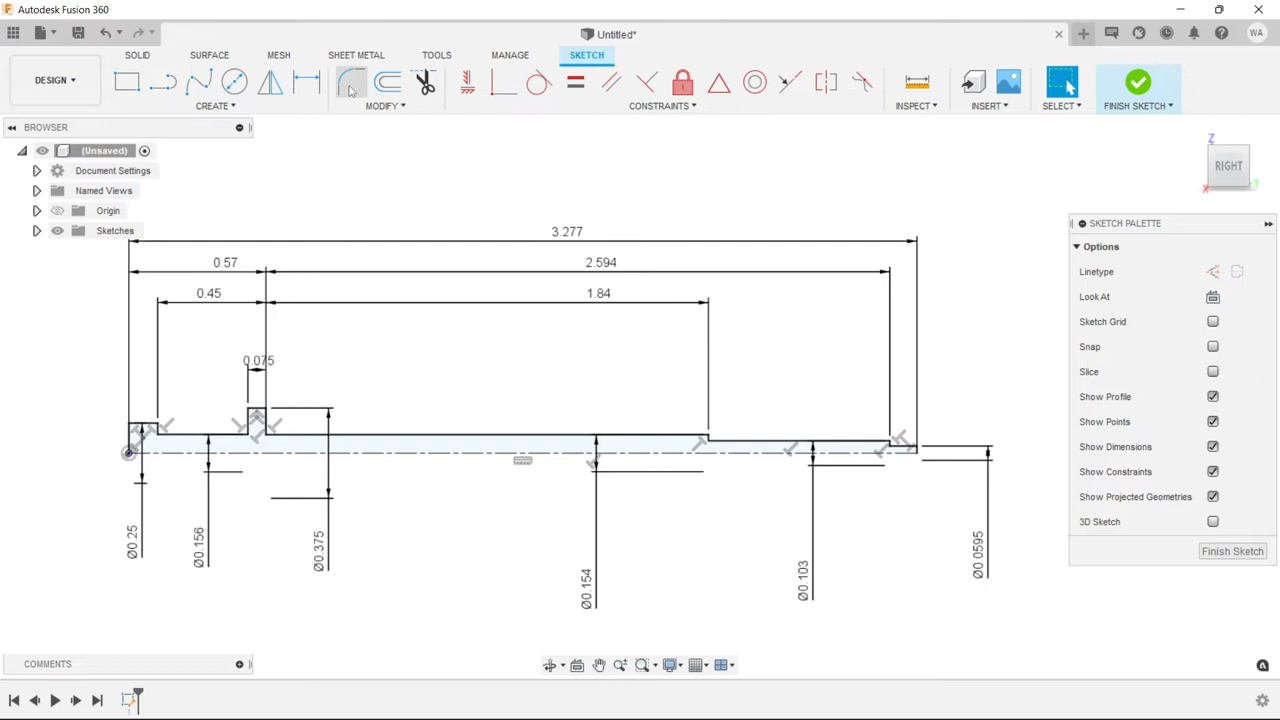 Autodesk Fusion 360
Untitled*
WA
DESIGN
SOLID SURFACE MESH SHEET METAL TOOLS MANAGE SKETCH
CREATE MODIFY CONSTRAINTS INSPECT INSERT SELECT FINISH SKETCH
BROWSER
(Unsaved)
Document Settings
Named Views
Origin
Sketches
Z
RIGHT
X
Y
SKETCH PALETTE
Options
Linetype
Look At
Sketch Grid
Snap
Slice
Show Profile
Show Points
Show Dimensions
Show Constraints
Show Projected Geometries
3D Sketch
Finish Sketch
3.277
0.57
2.594
0.45
1.84
0.075
Ø0.25
Ø0.156
Ø0.375
Ø0.154
Ø0.103
Ø0.0595
COMMENTS